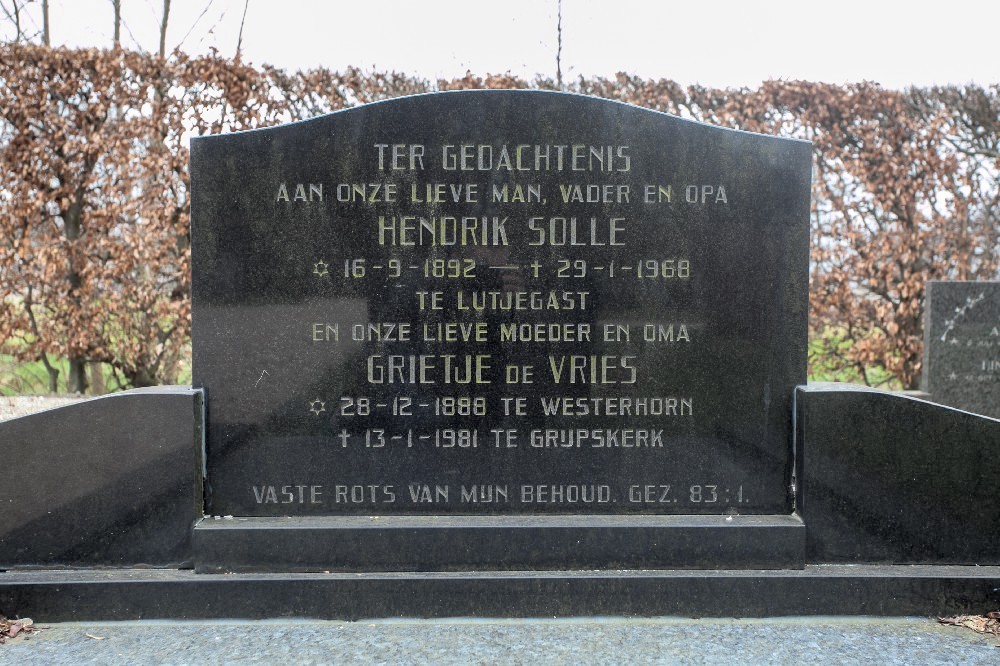 TER GEDACHTENIS
AAN ONZE LIEVE MAN, VADER EN OPA
HENDRIK SOLLE
✡ 16-9-1892 — ✝ 29-1-1968
TE LUTJEGAST
EN ONZE LIEVE MOEDER EN OMA
GRIETJE DE VRIES
✡ 28-12-1888 TE WESTERHORN
✝ 13-1-1981 TE GRIJPSKERK
VASTE ROTS VAN MIJN BEHOUD. GEZ. 83:1.